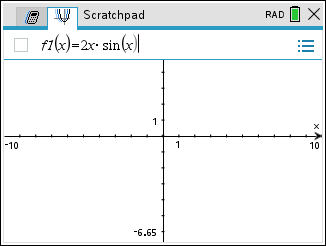 Scratchpad RAD
f1(x)=2x·sin(x)
1
x
-10 1 10
-6.65